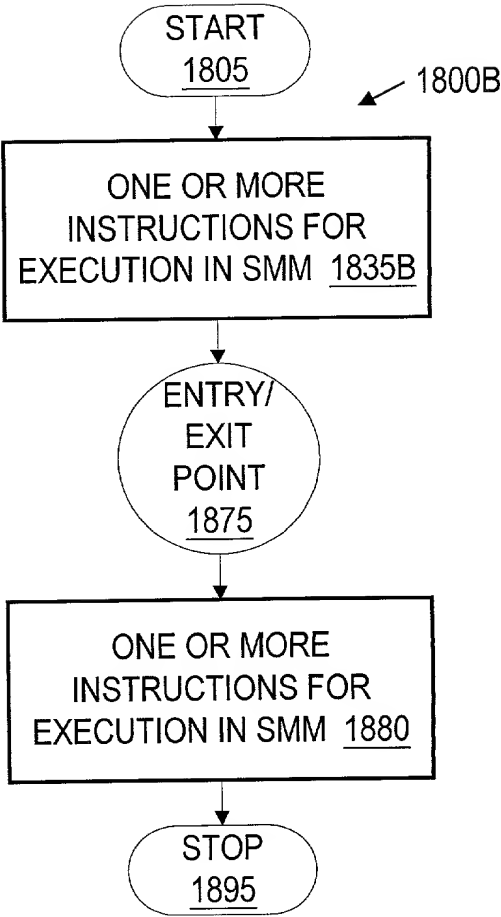 START
1805
1800B
ONE OR MORE
INSTRUCTIONS FOR
EXECUTION IN SMM 1835B
ENTRY/
EXIT
POINT
1875
ONE OR MORE
INSTRUCTIONS FOR
EXECUTION IN SMM 1880
STOP
1895